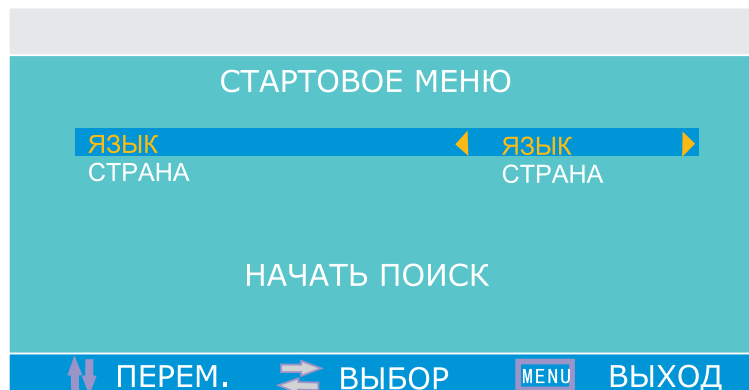 СТАРТОВОЕ МЕНЮ
ЯЗЫК ЯЗЫК
СТРАНА СТРАНА
НАЧАТЬ ПОИСК
ПЕРЕМ. ВЫБОР MENU ВЫХОД